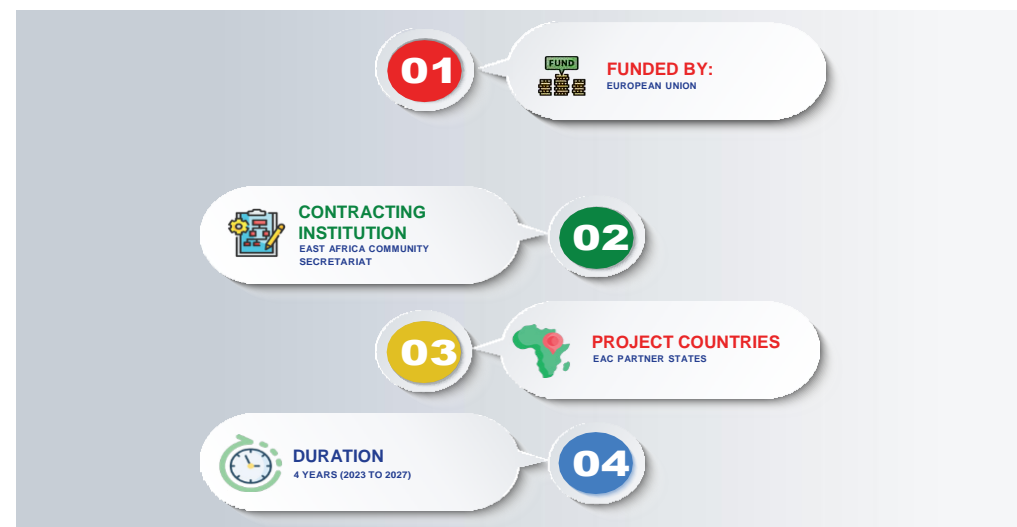 01
FUND
FUNDED BY:
EUROPEAN UNION
CONTRACTING
INSTITUTION
EAST AFRICA COMMUNITY
SECRETARIAT
02
03
PROJECT COUNTRIES
EAC PARTNER STATES
DURATION
4 YEARS (2023 TO 2027)
04